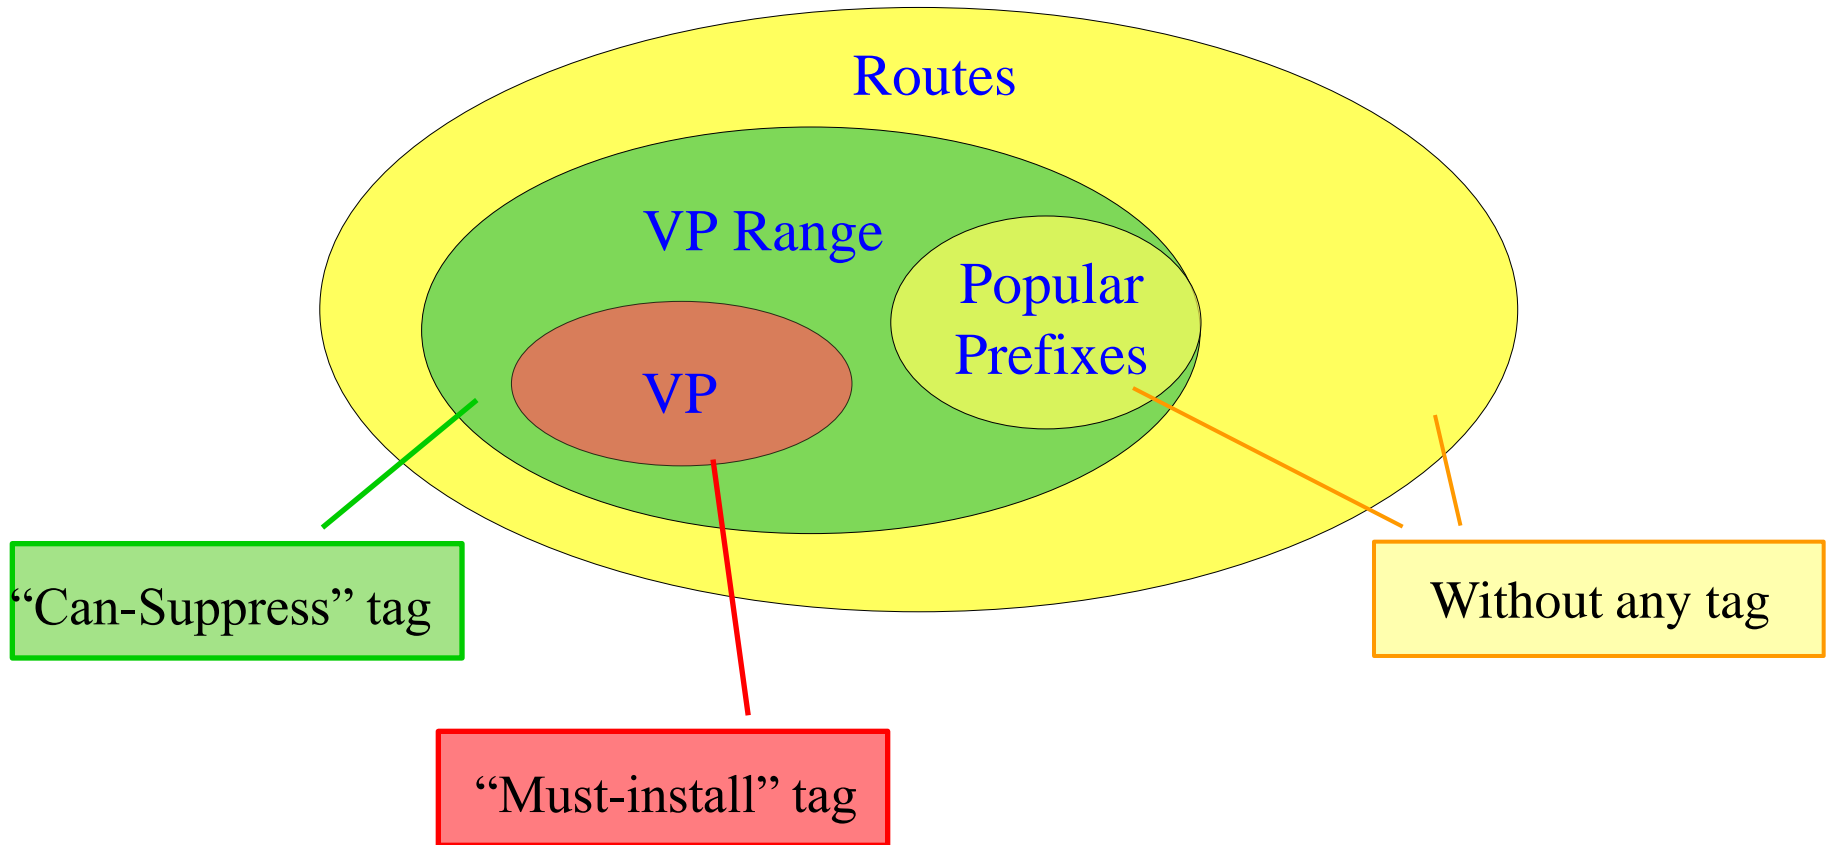 Routes
VP Range
Popular
Prefixes
VP
“Can-Suppress” tag
Without any tag
“Must-install” tag